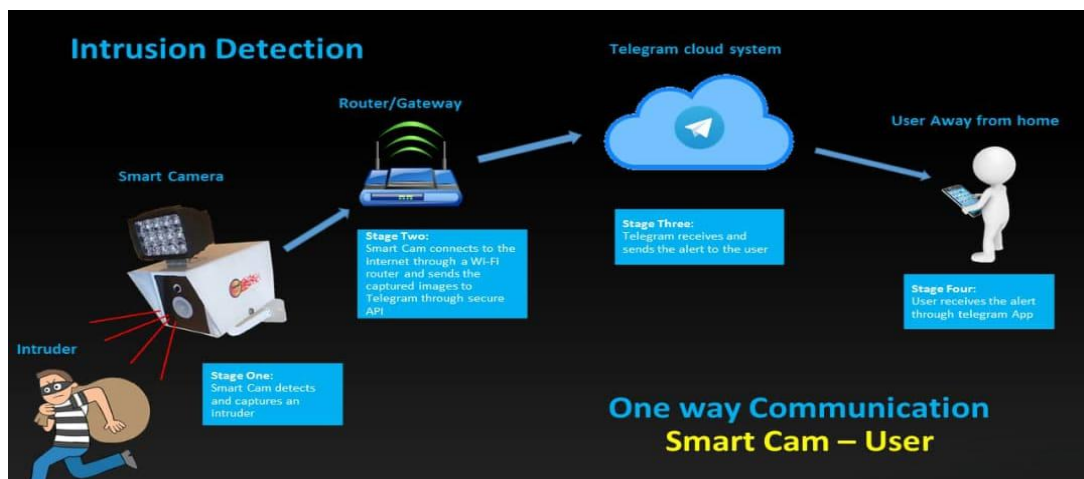 Intrusion Detection
Telegram cloud system
Router/Gateway
User Away from home
Smart Camera
Stage Three:
Telegram receives and
sends the alert to the user
Stage Two:
Smart Cam connects to the
internet through a Wi-Fi
router and sends the
captured images to
Telegram through secure
API
Stage Four:
User receives the alert
through telegram App
Intruder
Stage One:
Smart Cam detects
and captures an
intruder
One way Communication
Smart Cam – User